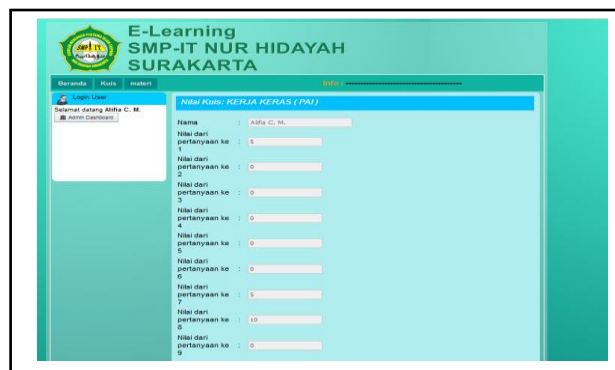 E-Learning
SMP-IT NUR HIDAYAH
SURAKARTA
Beranda Kuis materi
Info :
Login User
Selamat datang Alifia C. M.
Admin Dashboard
Nilai Kuis: KERJA KERAS ( PAI )
Nama : Alifia C. M.
Nilai dari
pertanyaan ke : 5
1
Nilai dari
pertanyaan ke : 0
2
Nilai dari
pertanyaan ke : 0
3
Nilai dari
pertanyaan ke : 0
4
Nilai dari
pertanyaan ke : 0
5
Nilai dari
pertanyaan ke : 0
6
Nilai dari
pertanyaan ke : 5
7
Nilai dari
pertanyaan ke : 10
8
Nilai dari
pertanyaan ke : 0
9